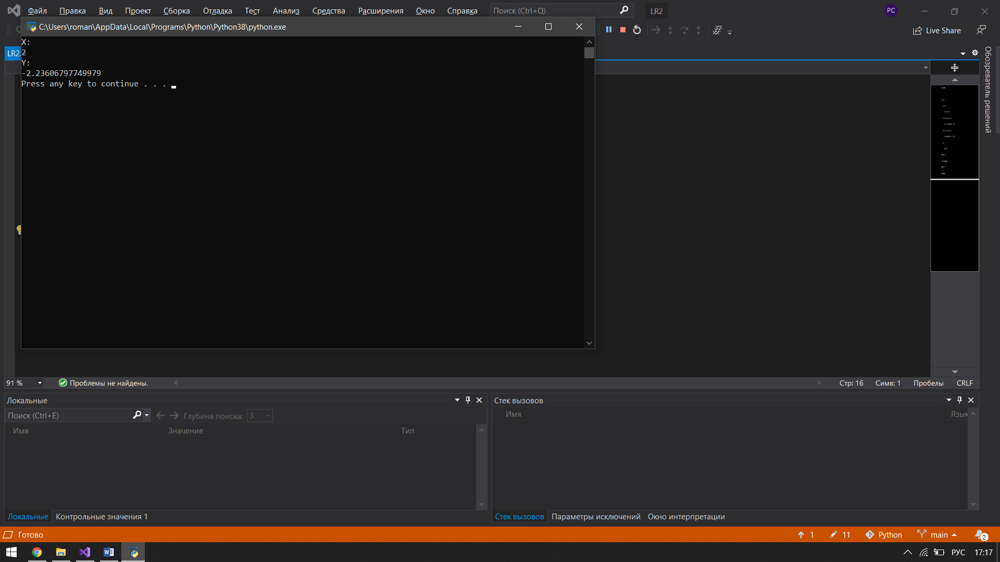 Файл Правка Вид Проект Сборка Отладка Тест Анализ Средства Расширения Окно Справка Поиск (Ctrl+Q) LR2 PC
C:\Users\roman\AppData\Local\Programs\Python\Python38\python.exe
Live Share
LR2
X:
2
Y:
-2.23606797749979
Press any key to continue . . .
Обозреватель решений
91 % Проблемы не найдены. Стр: 16 Симв: 1 Пробелы CRLF
Локальные
Поиск (Ctrl+E) Глубина поиска: 3
Имя Значение Тип
Локальные Контрольные значения 1
Стек вызовов
Имя Язык
Стек вызовов Параметры исключений Окно интерпретации
Готово 1 11 Python main 2
W РУС 17:17